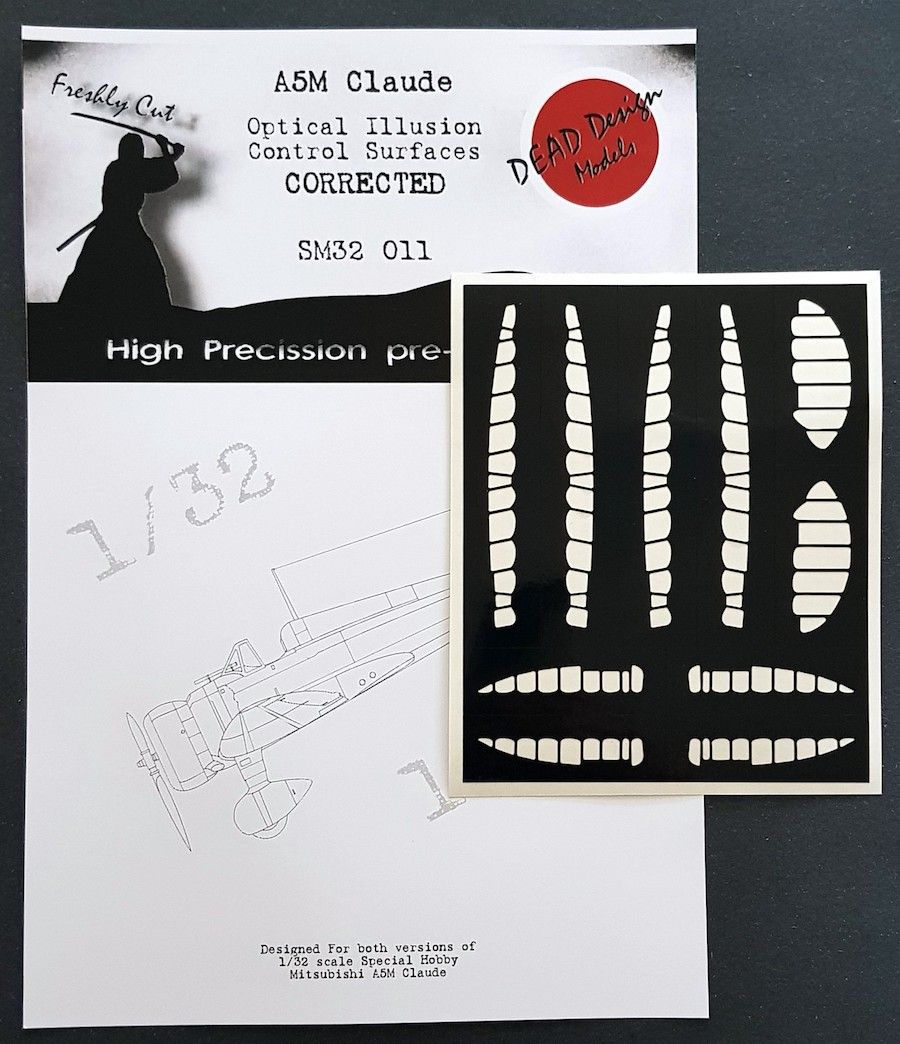 Freshly Cut
A5M Claude
Optical Illusion
Control Surfaces
CORRECTED
SM32 011
DEAD Design
Models
High Precission pre-
1/32
1
Designed For both versions of
1/32 scale Special Hobby
Mitsubishi A5M Claude